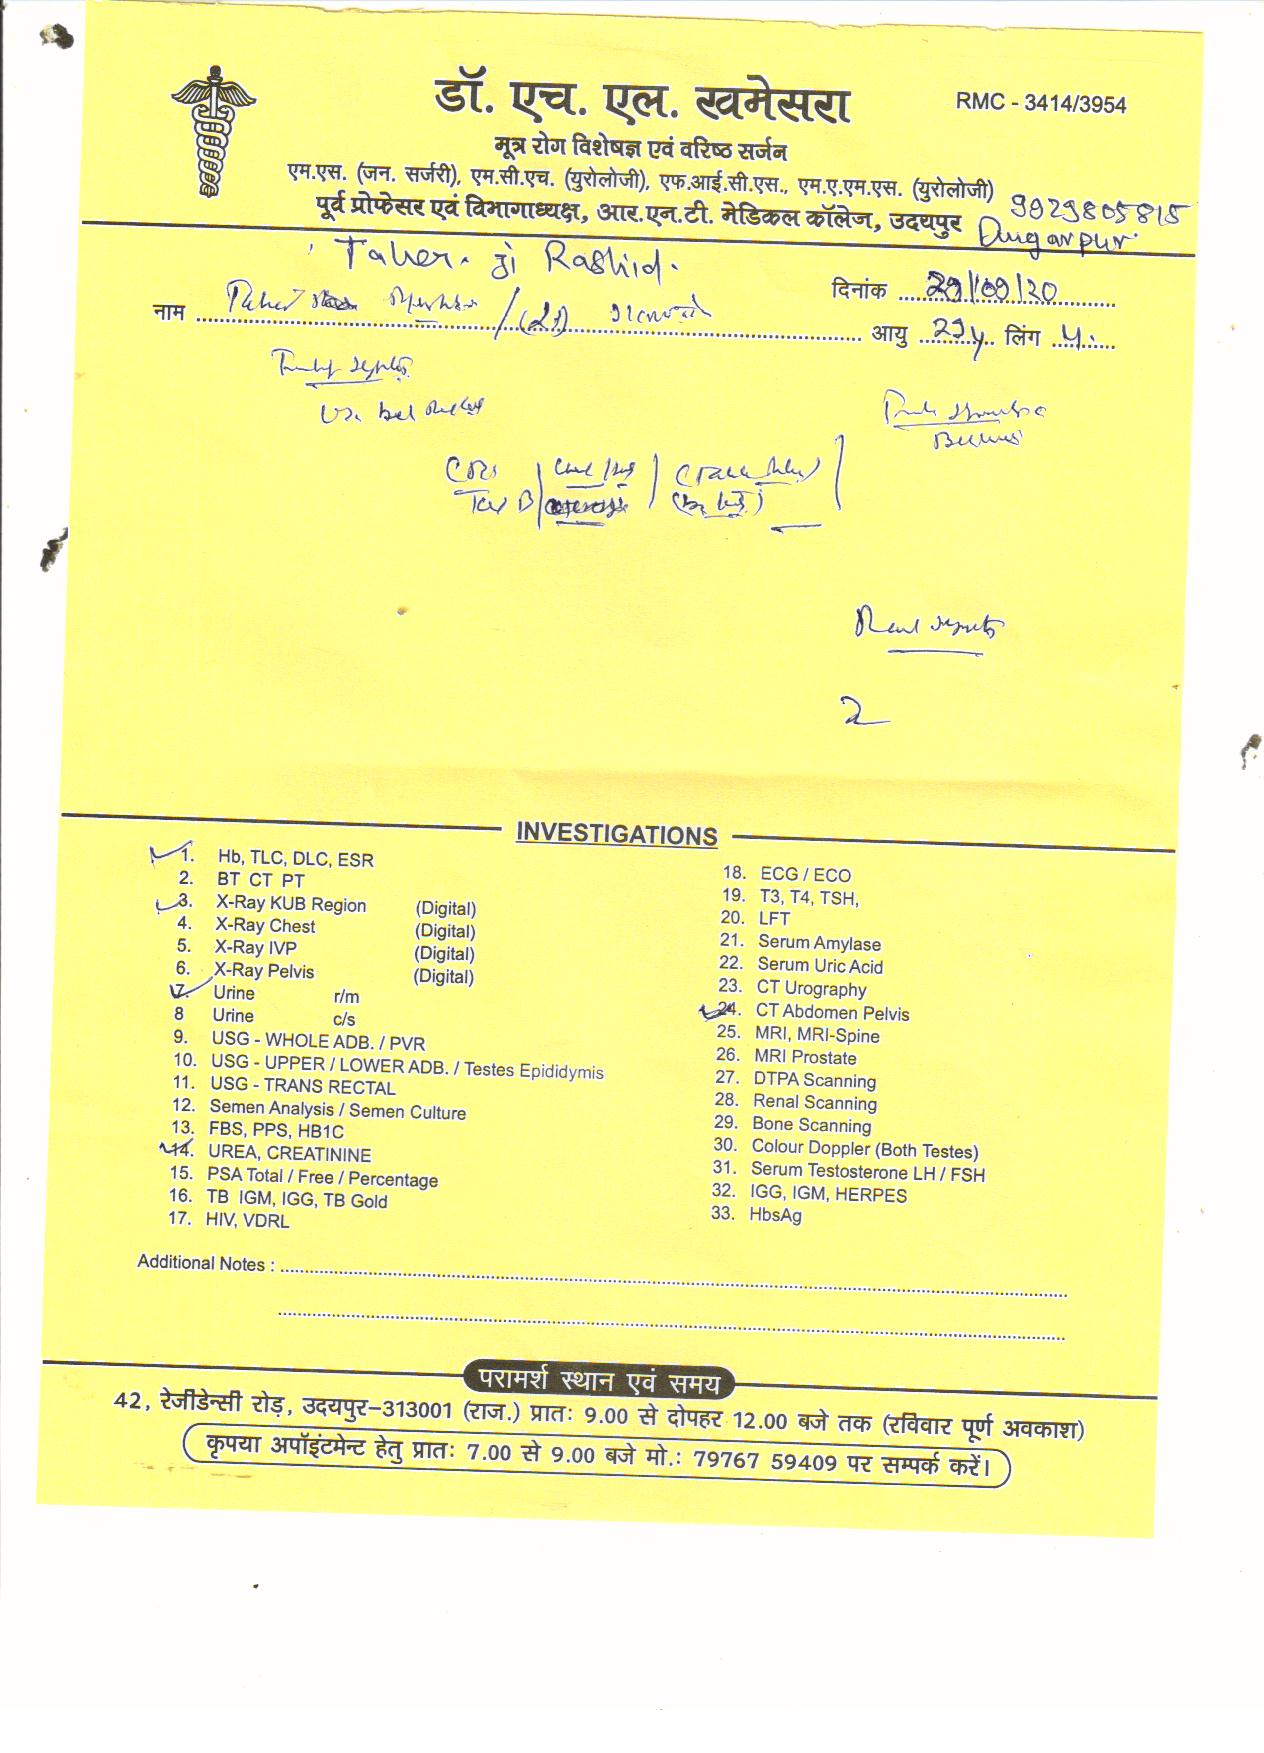 डॉ. एच. एल. खमेसरा
RMC - 3414/3954
मूत्र रोग विशेषज्ञ एवं वरिष्ठ सर्जन
एम.एस. (जन. सर्जरी), एम.सी.एच. (युरोलोजी), एफ.आई.सी.एस., एम.ए.एम.एस. (युरोलोजी)
पूर्व प्रोफेसर एवं विभागाध्यक्ष, आर.एन.टी. मेडिकल कॉलेज, उदयपुर
9929805815
Dungarpur.
Taher. ji Rashid.
दिनांक 29/09/20
नाम
आयु 29y लिंग M.
2
INVESTIGATIONS
1. Hb, TLC, DLC, ESR
2. BT CT PT
3. X-Ray KUB Region (Digital)
4. X-Ray Chest (Digital)
5. X-Ray IVP (Digital)
6. X-Ray Pelvis (Digital)
7. Urine r/m
8 Urine c/s
9. USG - WHOLE ADB. / PVR
10. USG - UPPER / LOWER ADB. / Testes Epididymis
11. USG - TRANS RECTAL
12. Semen Analysis / Semen Culture
13. FBS, PPS, HB1C
14. UREA, CREATININE
15. PSA Total / Free / Percentage
16. TB IGM, IGG, TB Gold
17. HIV, VDRL
18. ECG / ECO
19. T3, T4, TSH,
20. LFT
21. Serum Amylase
22. Serum Uric Acid
23. CT Urography
24. CT Abdomen Pelvis
25. MRI, MRI-Spine
26. MRI Prostate
27. DTPA Scanning
28. Renal Scanning
29. Bone Scanning
30. Colour Doppler (Both Testes)
31. Serum Testosterone LH / FSH
32. IGG, IGM, HERPES
33. HbsAg
Additional Notes :
परामर्श स्थान एवं समय
42, रेजीडेन्सी रोड़, उदयपुर-313001 (राज.) प्रातः 9.00 से दोपहर 12.00 बजे तक (रविवार पूर्ण अवकाश)
कृपया अपॉइंटमेन्ट हेतु प्रातः 7.00 से 9.00 बजे मो.: 79767 59409 पर सम्पर्क करें।